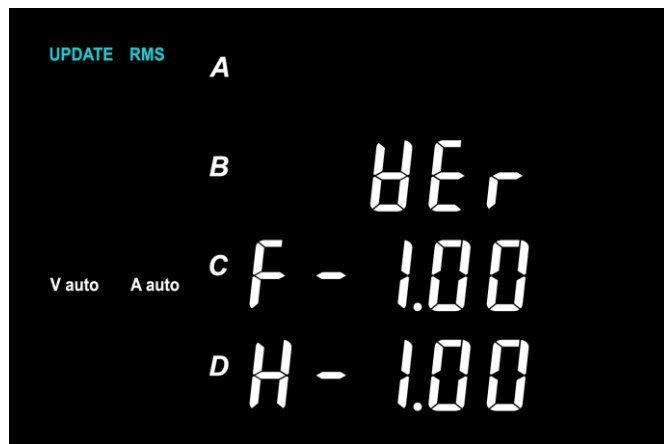 UPDATE RMS
A
B VEr
V auto A auto C F - 1.00
D H - 1.00